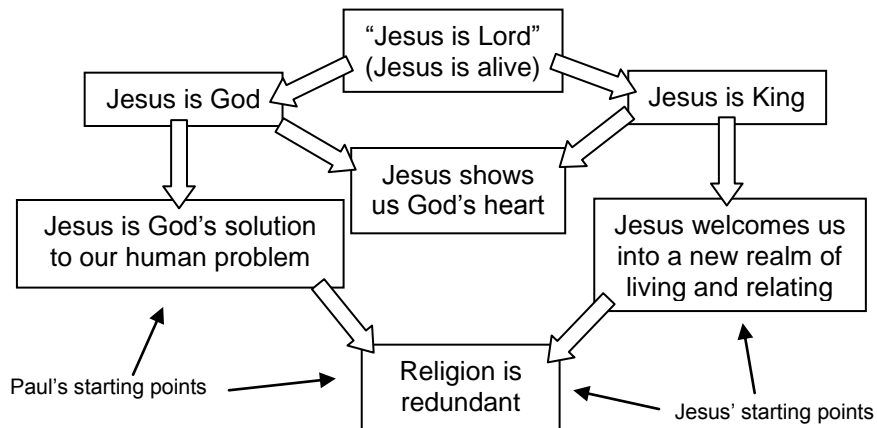 “Jesus is Lord”
(Jesus is alive)
Jesus is God
Jesus is King
Jesus shows
us God’s heart
Jesus is God’s solution
to our human problem
Jesus welcomes us
into a new realm of
living and relating
Religion is
redundant
Paul’s starting points
Jesus’ starting points